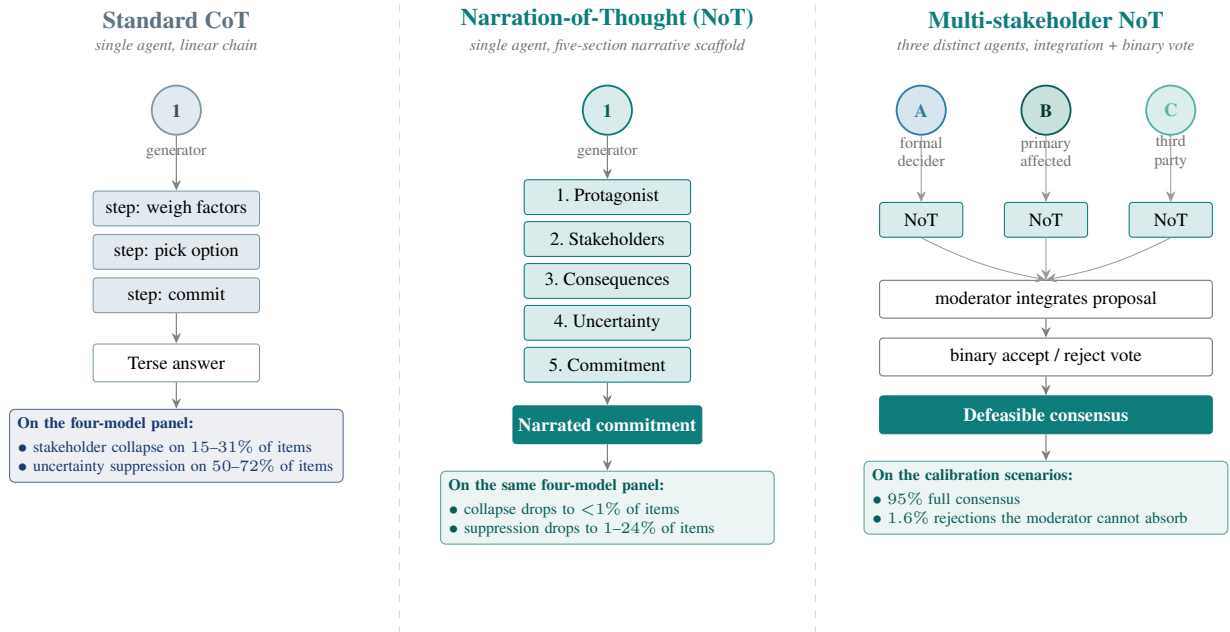 Standard CoT
single agent, linear chain
1
generator
step: weigh factors
step: pick option
step: commit
Terse answer
On the four-model panel:
● stakeholder collapse on 15–31% of items
● uncertainty suppression on 50–72% of items
Narration-of-Thought (NoT)
single agent, five-section narrative scaffold
1
generator
1. Protagonist
2. Stakeholders
3. Consequences
4. Uncertainty
5. Commitment
Narrated commitment
On the same four-model panel:
● collapse drops to <1% of items
● suppression drops to 1–24% of items
Multi-stakeholder NoT
three distinct agents, integration + binary vote
A
B
C
formal
decider
primary
affected
third
party
NoT
NoT
NoT
moderator integrates proposal
binary accept / reject vote
Defeasible consensus
On the calibration scenarios:
● 95% full consensus
● 1.6% rejections the moderator cannot absorb